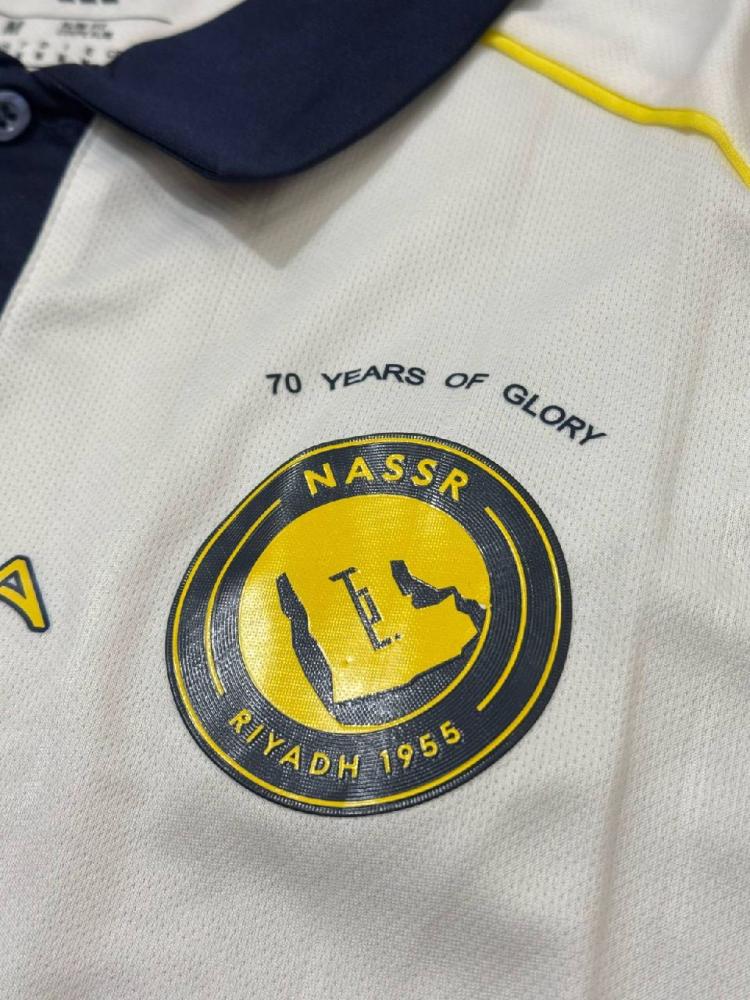 70 YEARS OF GLORY
NASSR
RIYADH 1955